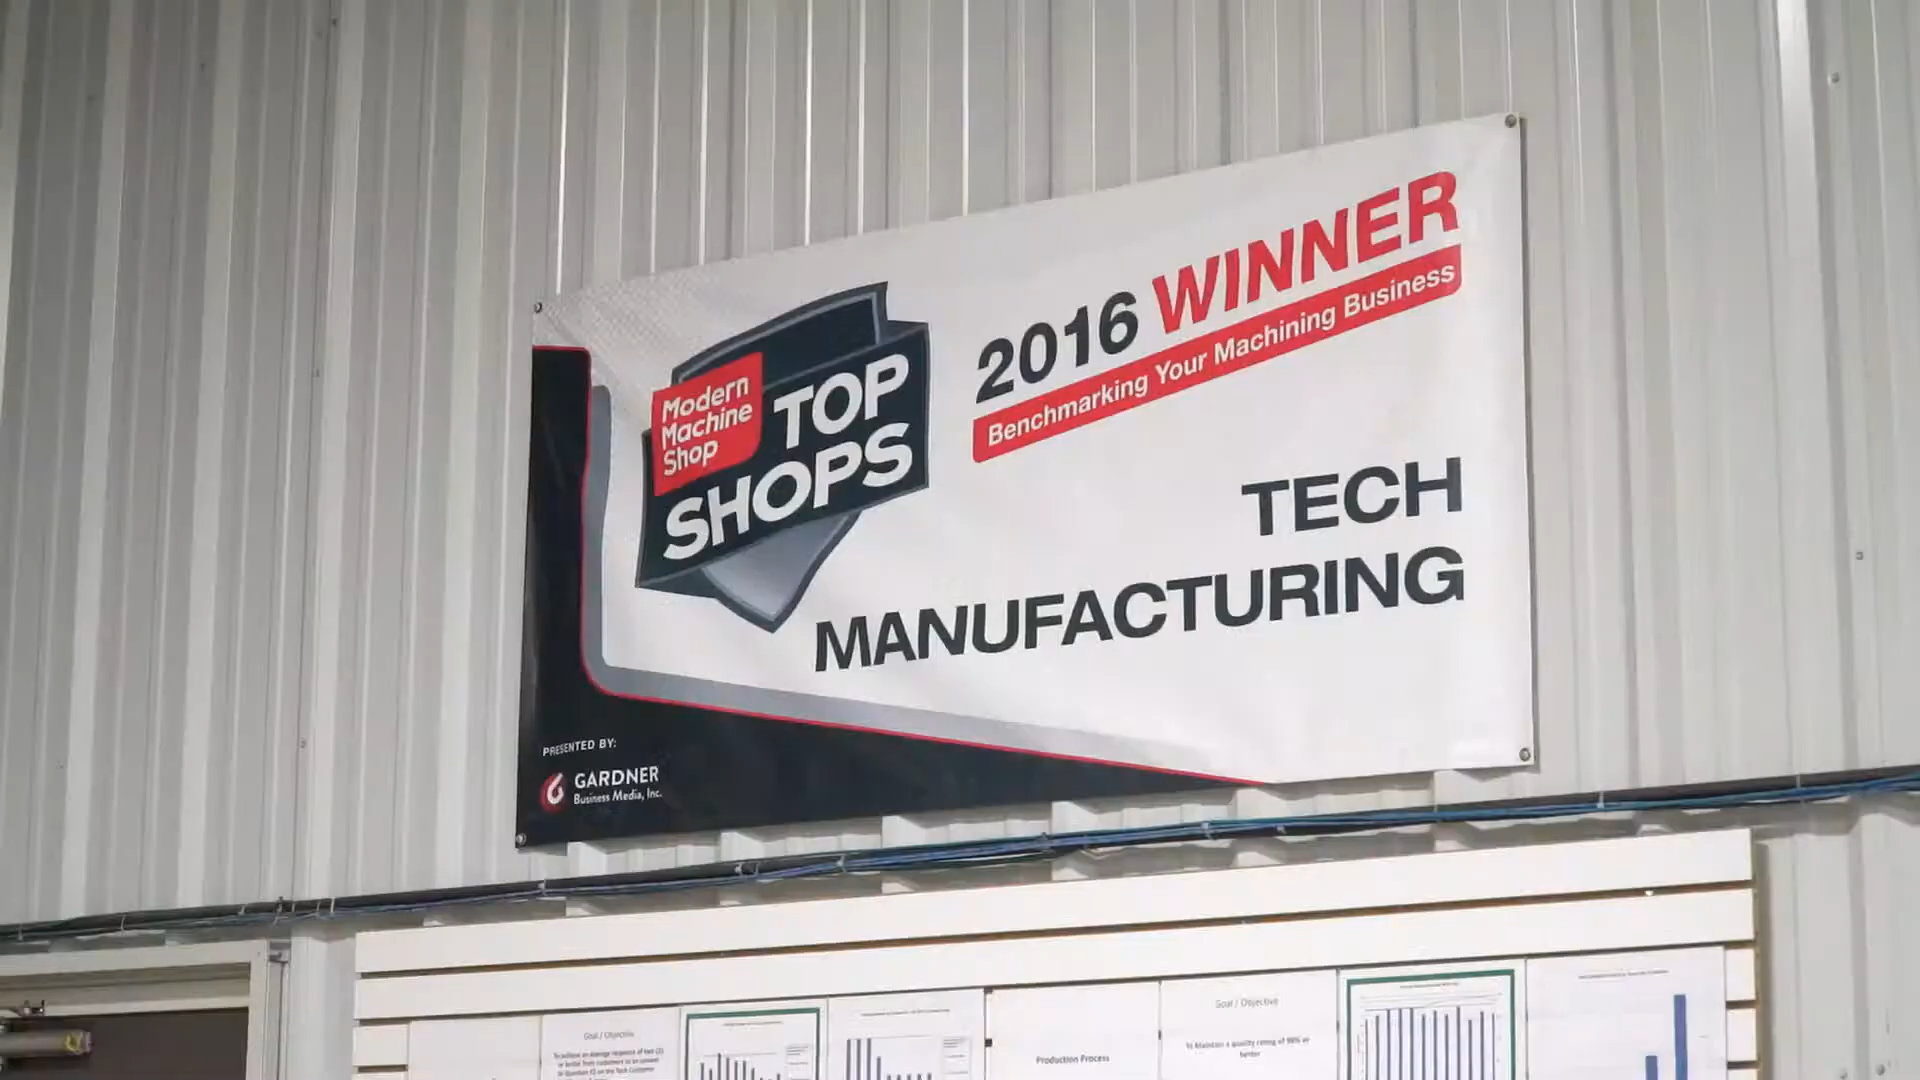 2016 WINNER
Benchmarking Your Machining Business
Modern
Machine
Shop
TOP
SHOPS
TECH
MANUFACTURING
PRESENTED BY:
GARDNER
Business Media, Inc.
Goal / Objective
Production Process
Goal / Objective
To Maintain a quality rating of 98% or
better